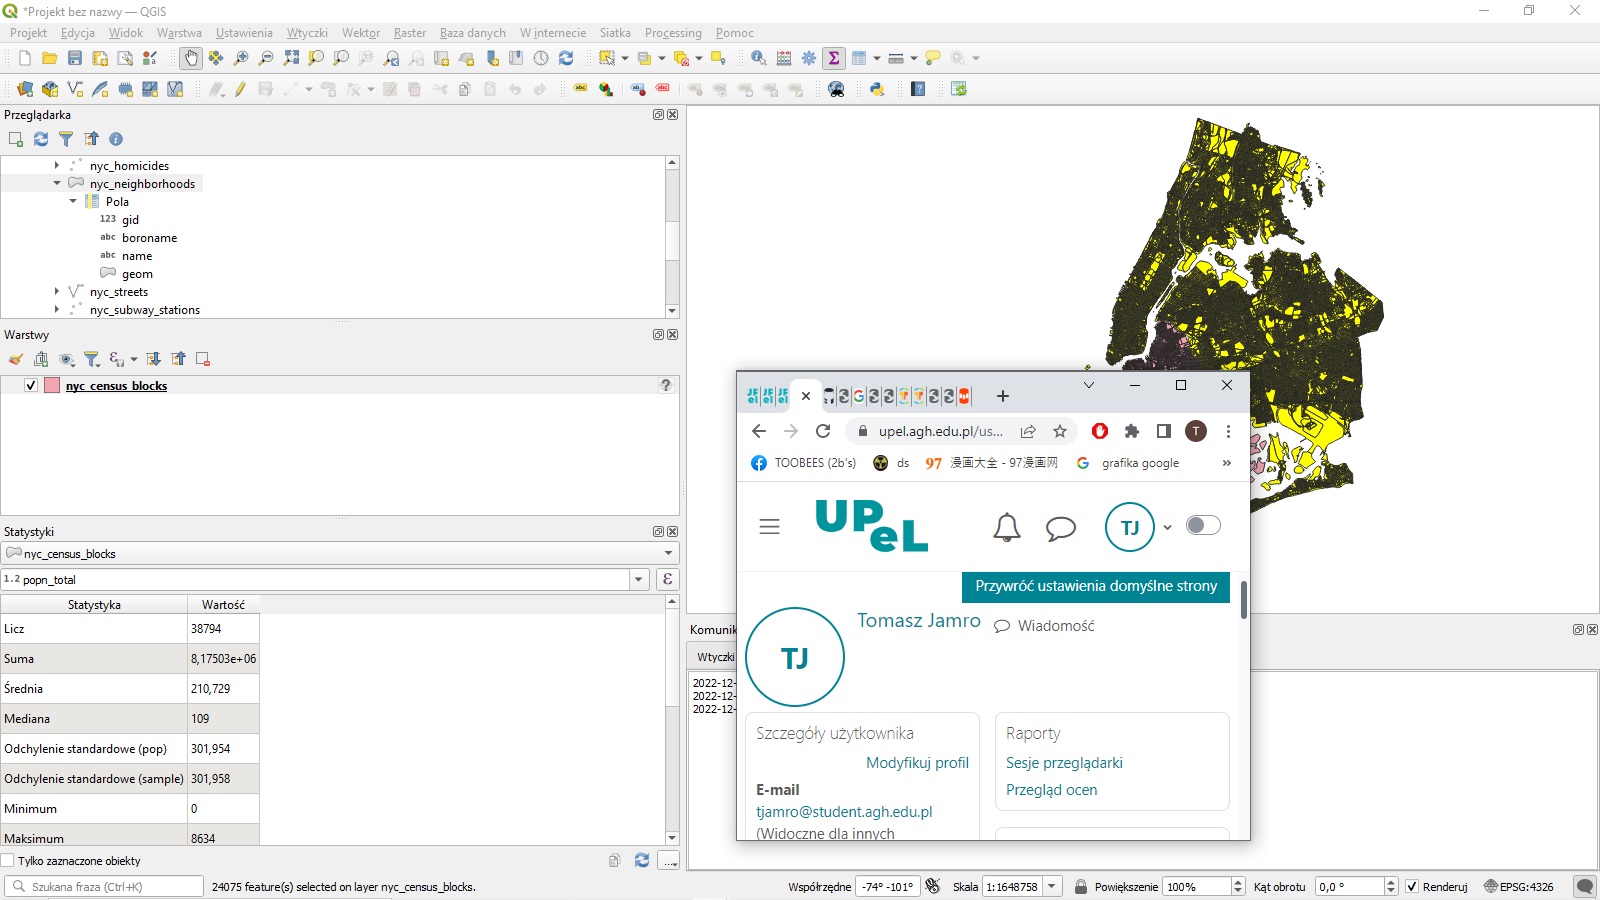 *Projekt bez nazwy — QGIS
Projekt Edycja Widok Warstwa Ustawienia Wtyczki Wektor Raster Baza danych W internecie Siatka Processing Pomoc
Przeglądarka
nyc_homicides
nyc_neighborhoods
Pola
123 gid
abc boroname
abc name
geom
nyc_streets
nyc_subway_stations
Warstwy
nyc_census_blocks
Statystyki
nyc_census_blocks
1.2 popn_total
Statystyka Wartość
Licz 38794
Suma 8,17503e+06
Średnia 210,729
Mediana 109
Odchylenie standardowe (pop) 301,954
Odchylenie standardowe (sample) 301,958
Minimum 0
Maksimum 8634
Tylko zaznaczone obiekty
Szukana fraza (Ctrl+K)
24075 feature(s) selected on layer nyc_census_blocks.
Współrzędne -74° -101° Skala 1:1648758 Powiększenie 100% Kąt obrotu 0,0 ° Renderuj EPSG:4326
Komunik
Wtyczki
2022-12-
2022-12-
2022-12-
upel.agh.edu.pl/us...
T
TOOBEES (2b's) ds 97 漫画大全 - 97漫画网 grafika google »
UPeL
TJ
Przywróć ustawienia domyślne strony
TJ
Tomasz Jamro
Wiadomość
Szczegóły użytkownika
Modyfikuj profil
E-mail
tjamro@student.agh.edu.pl
(Widoczne dla innych
Raporty
Sesje przeglądarki
Przegląd ocen